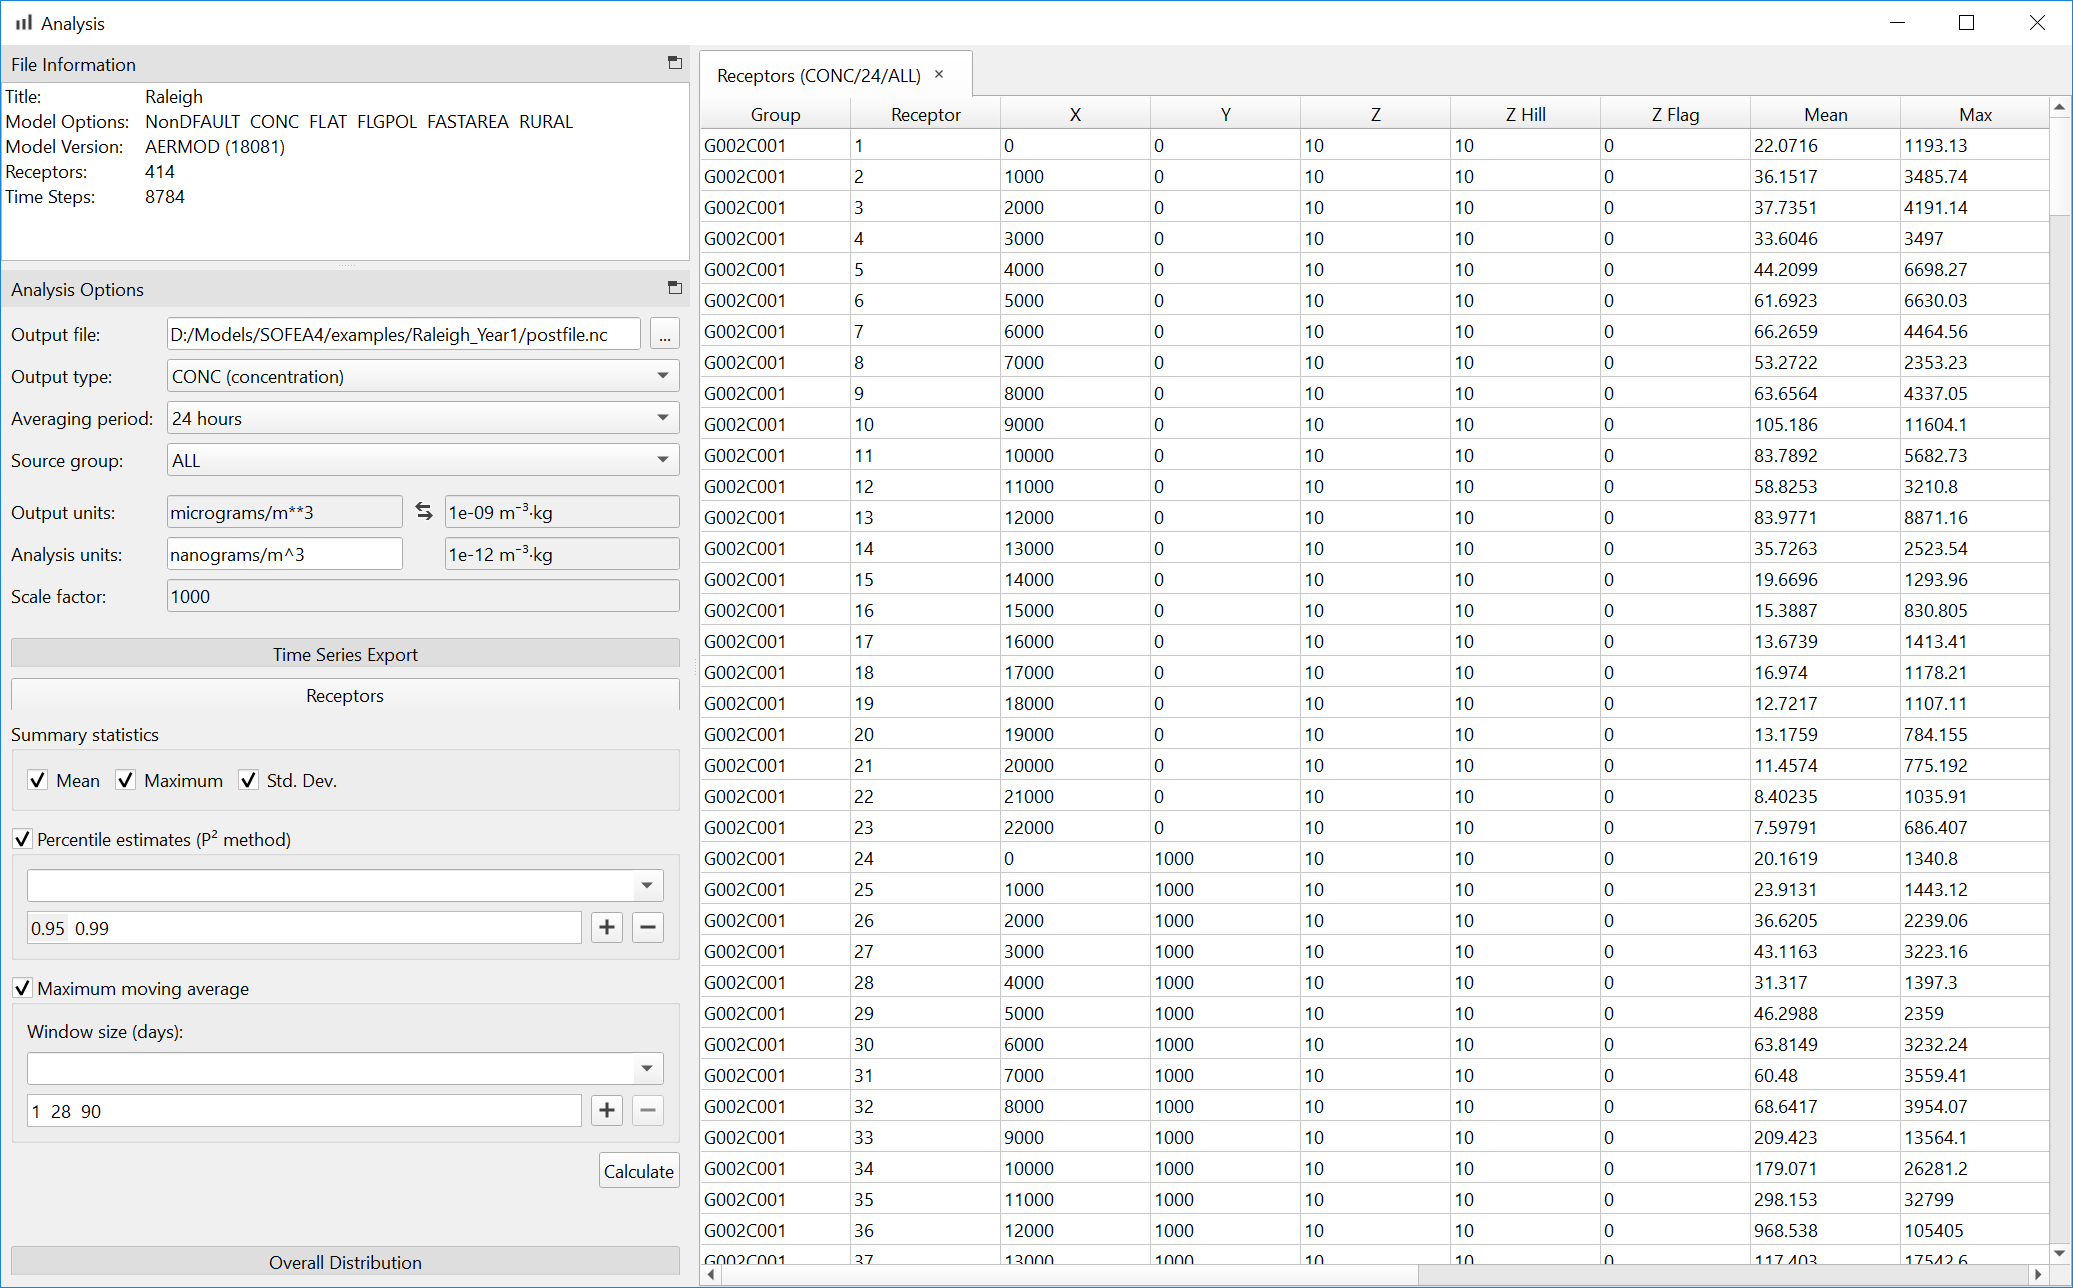 Analysis
File Information
Title: Raleigh
Model Options: NonDFAULT CONC FLAT FLGPOL FASTAREA RURAL
Model Version: AERMOD (18081)
Receptors: 414
Time Steps: 8784
Analysis Options
Output file: D:/Models/SOFEA4/examples/Raleigh_Year1/postfile.nc ...
Output type: CONC (concentration)
Averaging period: 24 hours
Source group: ALL
Output units: micrograms/m**3 1e-09 m⁻³·kg
Analysis units: nanograms/m^3 1e-12 m⁻³·kg
Scale factor: 1000
Time Series Export
Receptors
Summary statistics
Mean Maximum Std. Dev.
Percentile estimates (P² method)
0.95 0.99
Maximum moving average
Window size (days):
1 28 90
Calculate
Overall Distribution
Receptors (CONC/24/ALL)
Group Receptor X Y Z Z Hill Z Flag Mean Max
G002C001 1 0 0 10 10 0 22.0716 1193.13
G002C001 2 1000 0 10 10 0 36.1517 3485.74
G002C001 3 2000 0 10 10 0 37.7351 4191.14
G002C001 4 3000 0 10 10 0 33.6046 3497
G002C001 5 4000 0 10 10 0 44.2099 6698.27
G002C001 6 5000 0 10 10 0 61.6923 6630.03
G002C001 7 6000 0 10 10 0 66.2659 4464.56
G002C001 8 7000 0 10 10 0 53.2722 2353.23
G002C001 9 8000 0 10 10 0 63.6564 4337.05
G002C001 10 9000 0 10 10 0 105.186 11604.1
G002C001 11 10000 0 10 10 0 83.7892 5682.73
G002C001 12 11000 0 10 10 0 58.8253 3210.8
G002C001 13 12000 0 10 10 0 83.9771 8871.16
G002C001 14 13000 0 10 10 0 35.7263 2523.54
G002C001 15 14000 0 10 10 0 19.6696 1293.96
G002C001 16 15000 0 10 10 0 15.3887 830.805
G002C001 17 16000 0 10 10 0 13.6739 1413.41
G002C001 18 17000 0 10 10 0 16.974 1178.21
G002C001 19 18000 0 10 10 0 12.7217 1107.11
G002C001 20 19000 0 10 10 0 13.1759 784.155
G002C001 21 20000 0 10 10 0 11.4574 775.192
G002C001 22 21000 0 10 10 0 8.40235 1035.91
G002C001 23 22000 0 10 10 0 7.59791 686.407
G002C001 24 0 1000 10 10 0 20.1619 1340.8
G002C001 25 1000 1000 10 10 0 23.9131 1443.12
G002C001 26 2000 1000 10 10 0 36.6205 2239.06
G002C001 27 3000 1000 10 10 0 43.1163 3223.16
G002C001 28 4000 1000 10 10 0 31.317 1397.3
G002C001 29 5000 1000 10 10 0 46.2988 2359
G002C001 30 6000 1000 10 10 0 63.8149 3232.24
G002C001 31 7000 1000 10 10 0 60.48 3559.41
G002C001 32 8000 1000 10 10 0 68.6417 3954.07
G002C001 33 9000 1000 10 10 0 209.423 13564.1
G002C001 34 10000 1000 10 10 0 179.071 26281.2
G002C001 35 11000 1000 10 10 0 298.153 32799
G002C001 36 12000 1000 10 10 0 968.538 105405
G002C001 37 13000 1000 10 10 0 117.403 17542.6